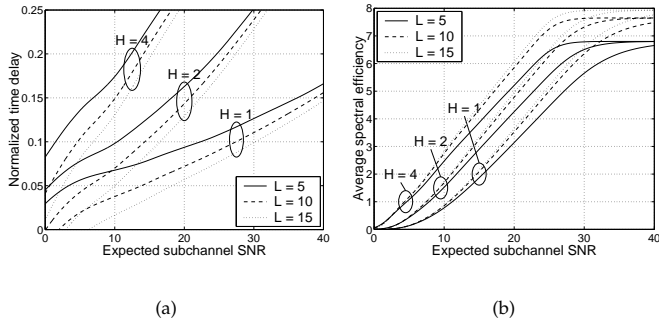 0.25
0.2
0.15
0.1
0.05
0
0 10 20 30 40
Normalized time delay
Expected subchannel SNR
H = 4
H = 2
H = 1
L = 5
L = 10
L = 15
(a)
8
7
6
5
4
3
2
1
0
0 10 20 30 40
Average spectral efficiency
Expected subchannel SNR
L = 5
L = 10
L = 15
H = 1
H = 2
H = 4
(b)